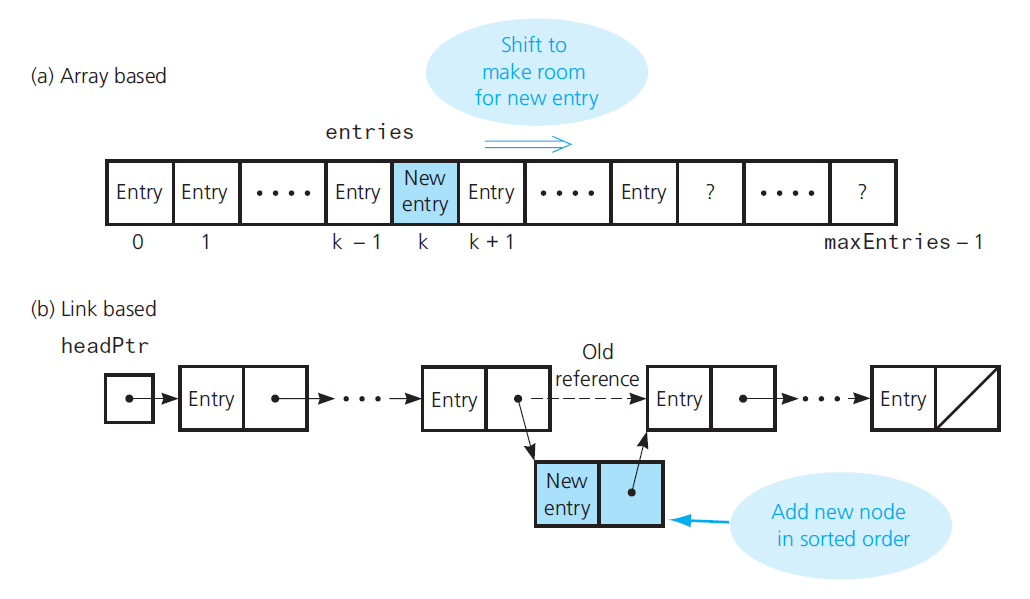 Shift to
make room
for new entry
(a) Array based
entries
Entry Entry •••• Entry New entry Entry •••• Entry ? •••• ?
0 1 k – 1 k k + 1 maxEntries – 1
(b) Link based
headPtr
Old
reference
Entry ••• Entry Entry ••• Entry
New
entry
Add new node
in sorted order